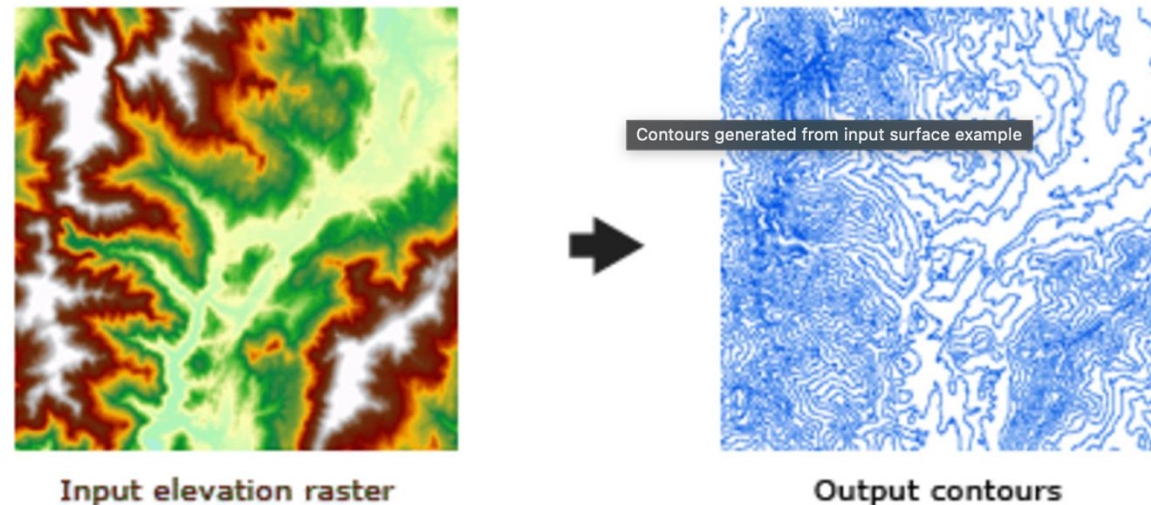 Contours generated from input surface example
Input elevation raster
Output contours